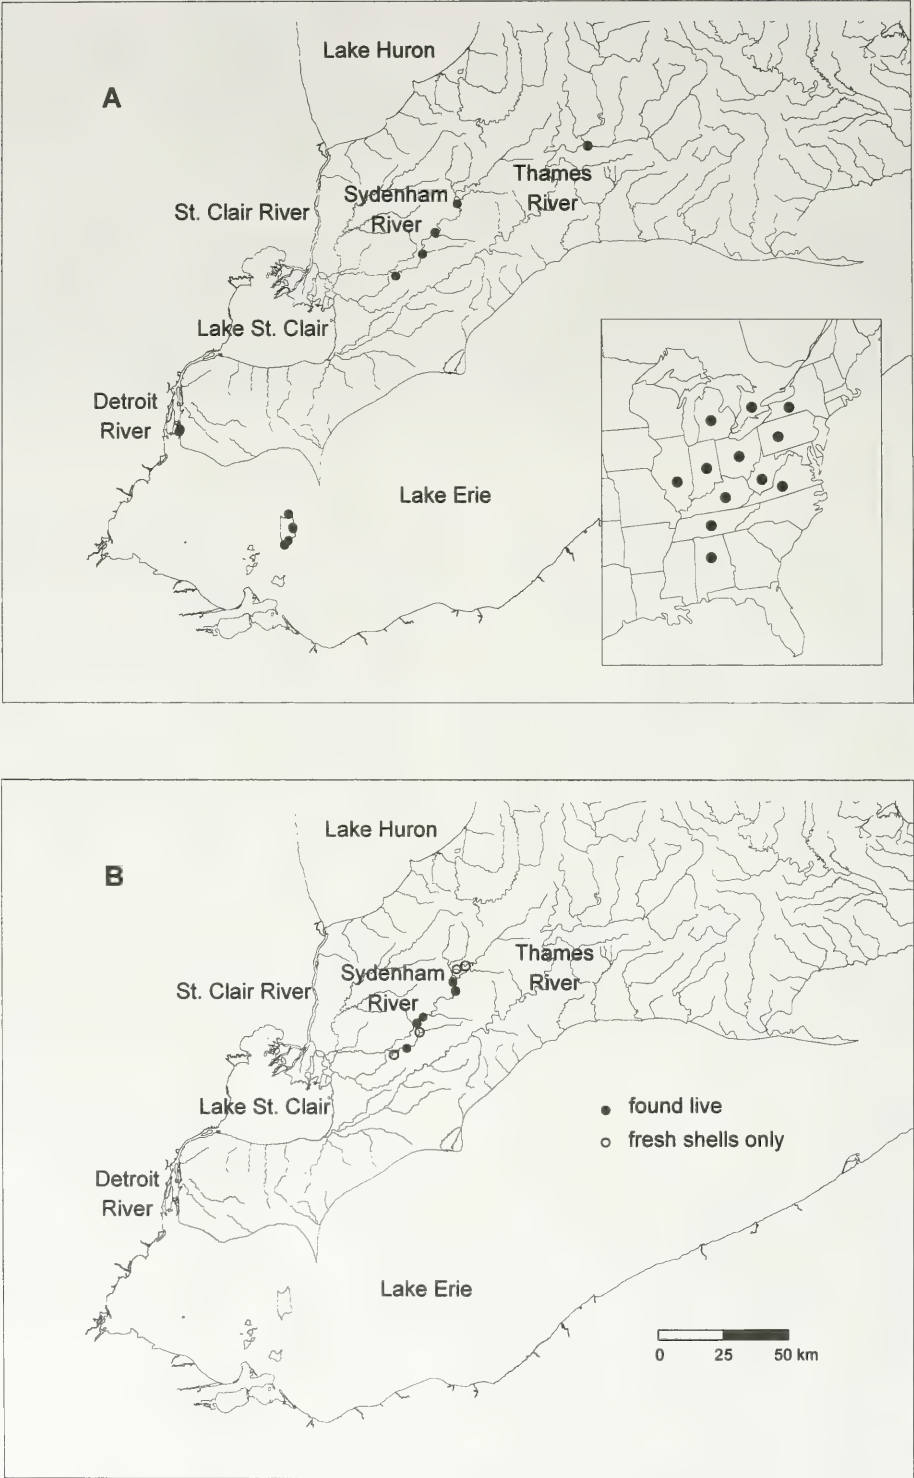 Lake Huron
A
Thames
River
Sydenham
River
St. Clair River
Lake St. Clair
Detroit
River
Lake Erie
Lake Huron
B
Thames
River
Sydenham
River
St. Clair River
found live
Lake St. Clair
fresh shells only
Detroit
River
Lake Erie
0 25 50 km